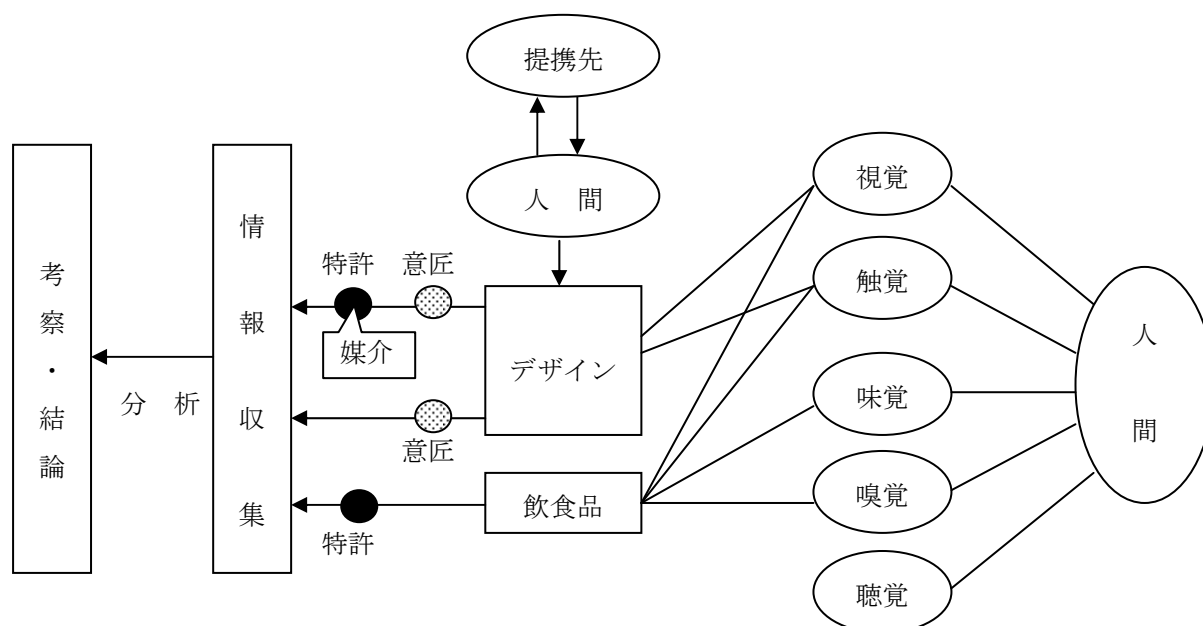 提携先
人　間
視覚
触覚
味覚
嗅覚
聴覚
人間
デザイン
飲食品
特許
意匠
媒介
意匠
特許
情報収集
分　析
考察・結論